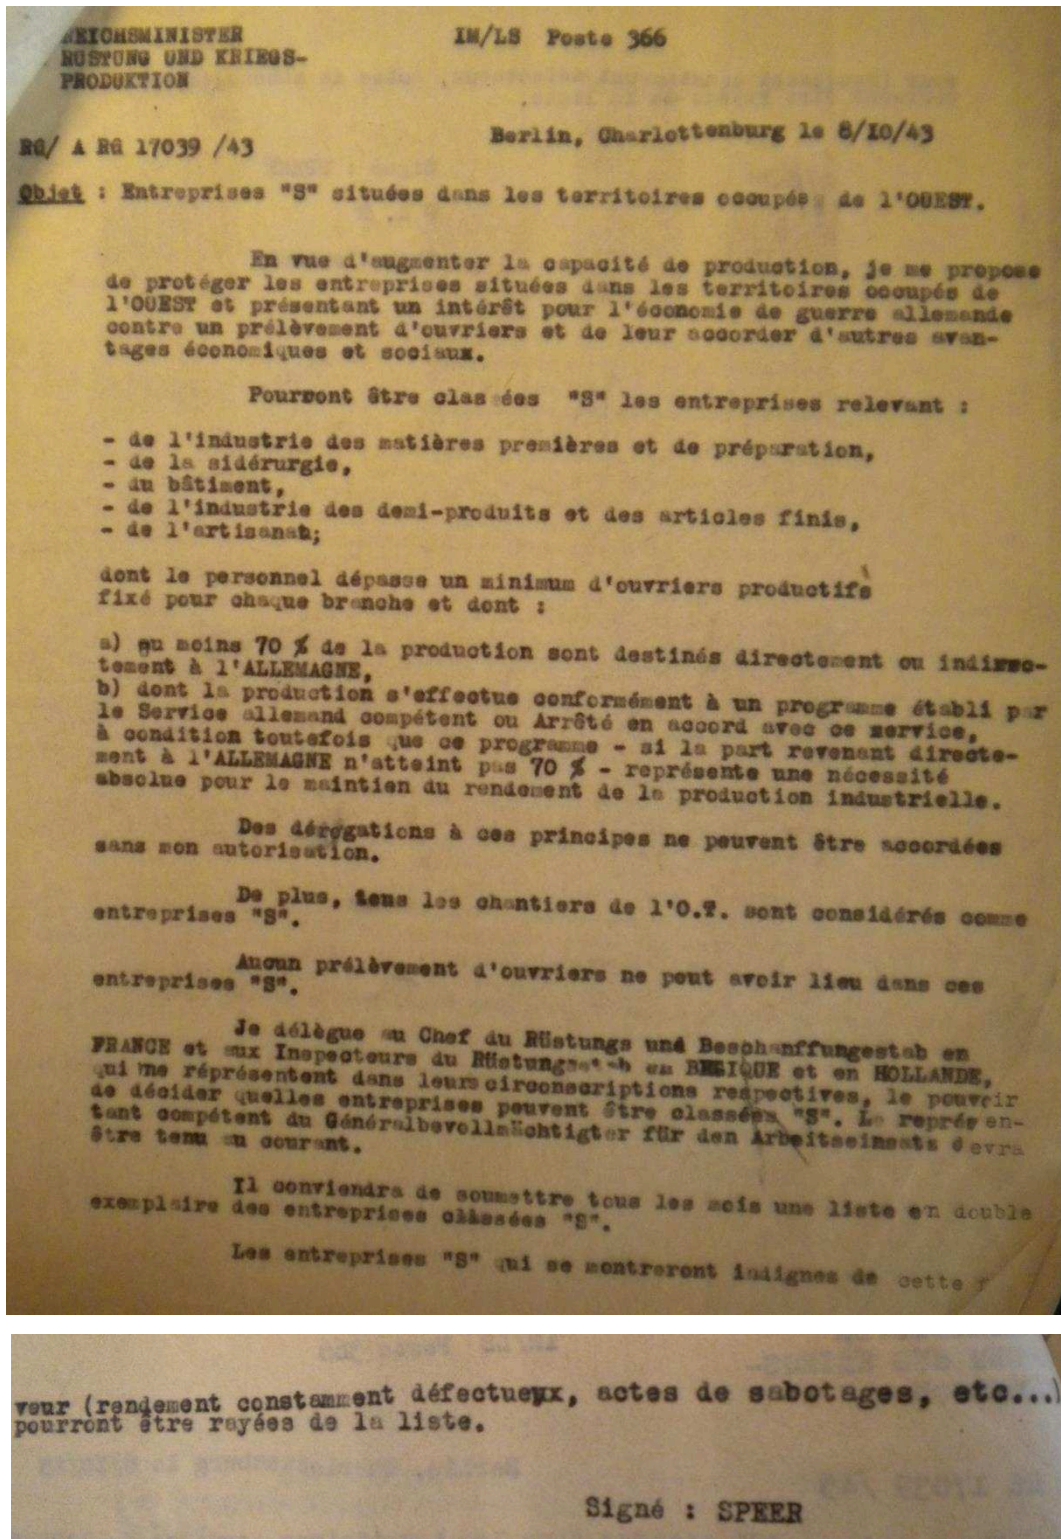 REICHSMINISTER
RUSTUNG UND KRIEGS-
PRODUKTION
IM/LS Poste 366
Berlin, Charlottenburg le 8/10/43
RG/ A RG 17039 /43
Objet : Entreprises "S" situées dans les territoires occupés de l'OUEST.
En vue d'augmenter la capacité de production, je me propose
de protéger les entreprises situées dans les territoires occupés de
l'OUEST et présentant un intérêt pour l'économie de guerre allemande
contre un prélèvement d'ouvriers et de leur accorder d'autres avan-
tages économiques et sociaux.
Pourront être classées "S" les entreprises relevant :
- de l'industrie des matières premières et de préparation,
- de la sidérurgie,
- du bâtiment,
- de l'industrie des demi-produits et des articles finis,
- de l'artisanat;
dont le personnel dépasse un minimum d'ouvriers productifs
fixé pour chaque branche et dont :
a) au moins 70 % de la production sont destinés directement ou indirec-
tement à l'ALLEMAGNE,
b) dont la production s'effectue conformément à un programme établi par
le Service allemand compétent ou Arrêté en accord avec ce service,
à condition toutefois que ce programme - si la part revenant directe-
ment à l'ALLEMAGNE n'atteint pas 70 % - représente une nécessité
absolue pour le maintien du rendement de la production industrielle.
Des dérogations à ces principes ne peuvent être accordées
sans mon autorisation.
De plus, tous les chantiers de l'O.T. sont considérés comme
entreprises "S".
Aucun prélèvement d'ouvriers ne peut avoir lieu dans ces
entreprises "S".
Je délègue au Chef du Rüstungs und Beschanffungestab en
FRANCE et aux Inspecteurs du Rüstungsstab en BELGIQUE et en HOLLANDE,
qui me réprésentent dans leurs circonscriptions respectives, le pouvoir
de décider quelles entreprises peuvent être classées "S". Le représen-
tant compétent du Généralbevollmächtigter für den Arbeitseinsats devra
être tenu au courant.
Il conviendra de soumettre tous les mois une liste en double
exemplaire des entreprises classées "S".
Les entreprises "S" qui se montreront indignes de cette
veur (rendement constamment défectueux, actes de sabotages, etc...)
pourront être rayées de la liste.
Signé : SPEER